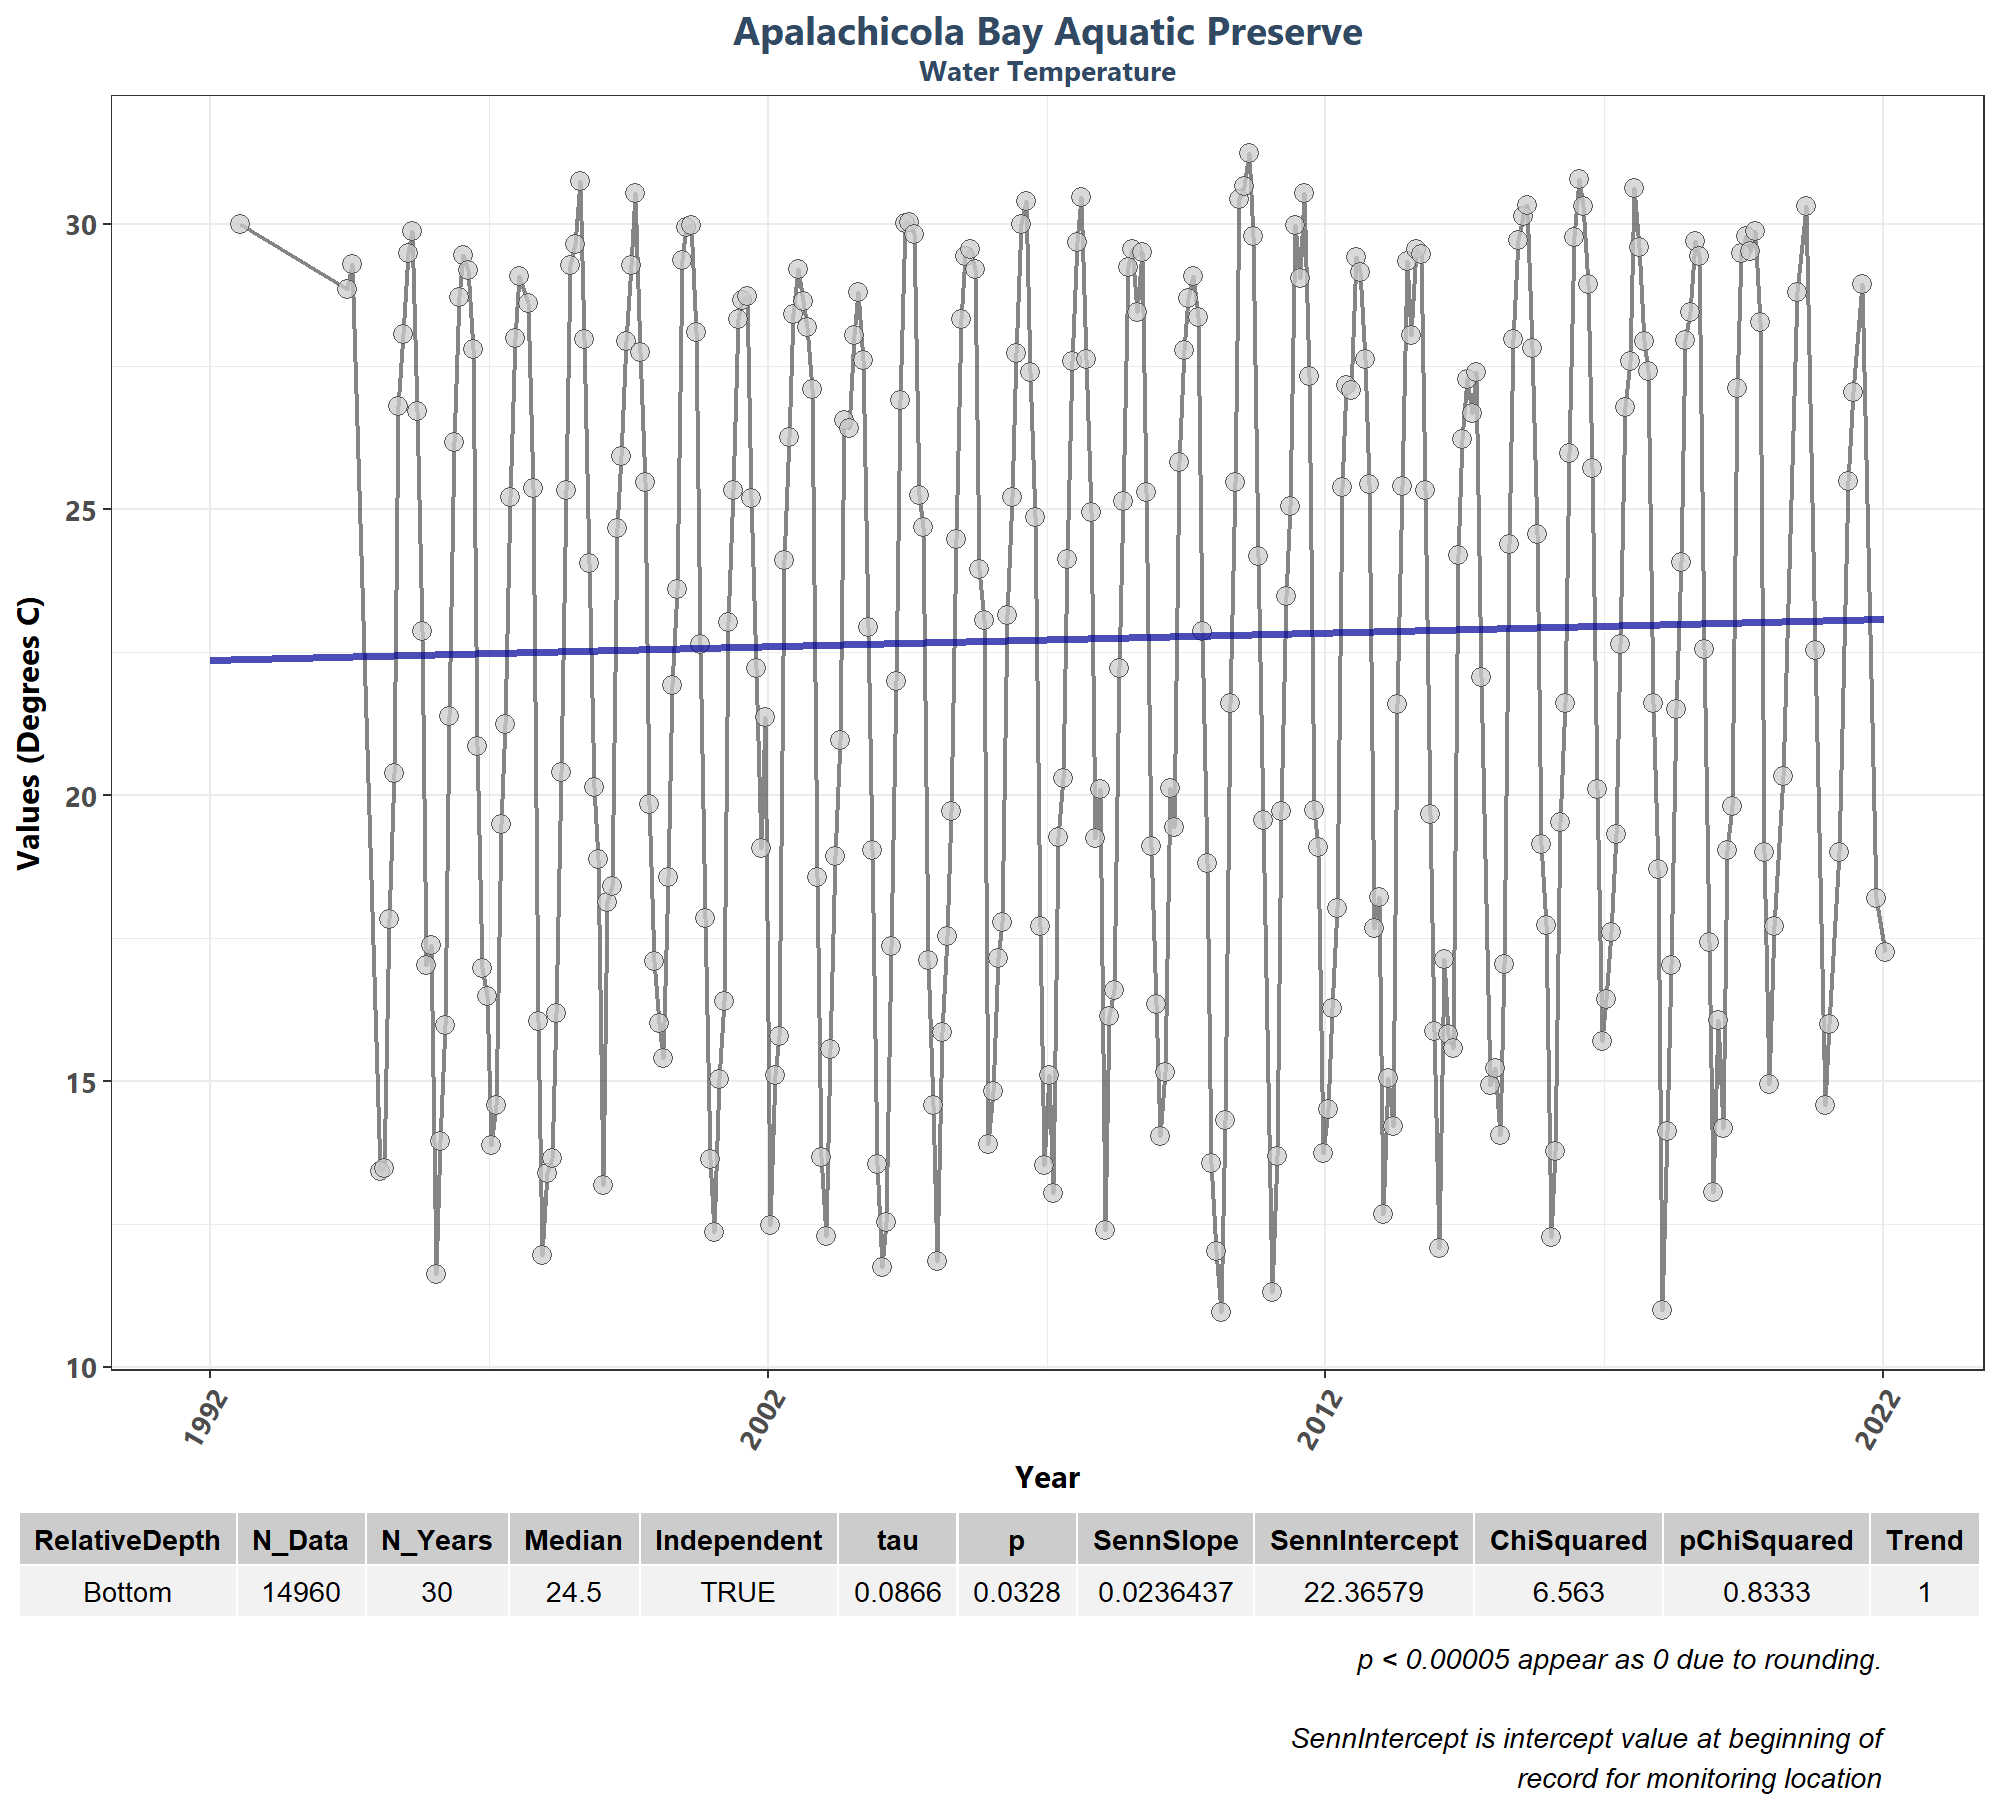 Apalachicola Bay Aquatic Preserve
Water Temperature
Values (Degrees C)
30
25
20
15
10
1992 2002 2012 2022
Year
RelativeDepth N_Data N_Years Median Independent tau p SennSlope SennIntercept ChiSquared pChiSquared Trend
Bottom 14960 30 24.5 TRUE 0.0866 0.0328 0.0236437 22.36579 6.563 0.8333 1
p < 0.00005 appear as 0 due to rounding.
SennIntercept is intercept value at beginning of
record for monitoring location